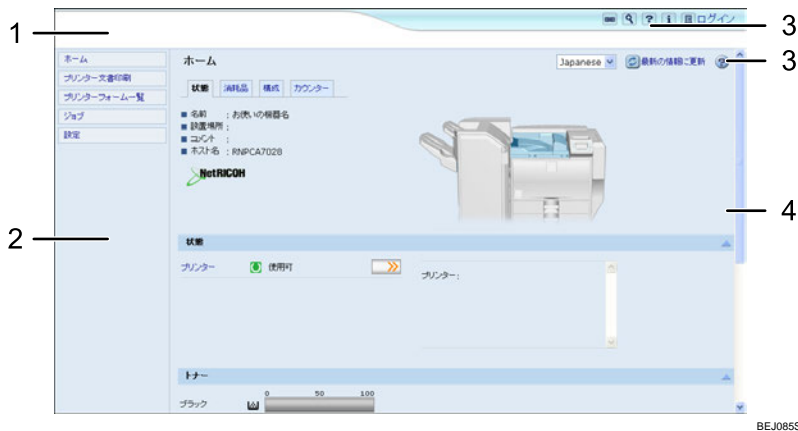 ログイン
1
3
ホーム
プリンター文書印刷
プリンターフォーム一覧
ジョブ
設定
ホーム
Japanese
最新の情報に更新
3
状態 消耗品 構成 カウンター
名前 : お使いの機器名
設置場所 :
コメント :
ホスト名 : RNPCA7028
NetRICOH
4
2
状態
プリンター 使用可
プリンター :
トナー
0 50 100
ブラック
BEJ085S